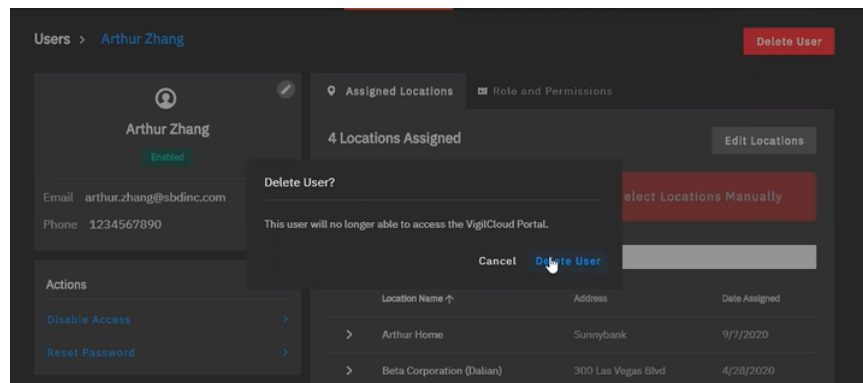 Users > Arthur Zhang
Delete User
Arthur Zhang
Enabled
Email arthur.zhang@sbdinc.com
Phone 1234567890
Actions
Disable Access >
Reset Password >
Assigned Locations
Role and Permissions
4 Locations Assigned
Edit Locations
elect Locations Manually
Delete User?
This user will no longer able to access the VigilCloud Portal.
Cancel Delete User
Location Name ↑ Address Date Assigned
> Arthur Home Sunnybank 9/7/2020
> Beta Corporation (Dalian) 300 Las Vegas Blvd 4/28/2020